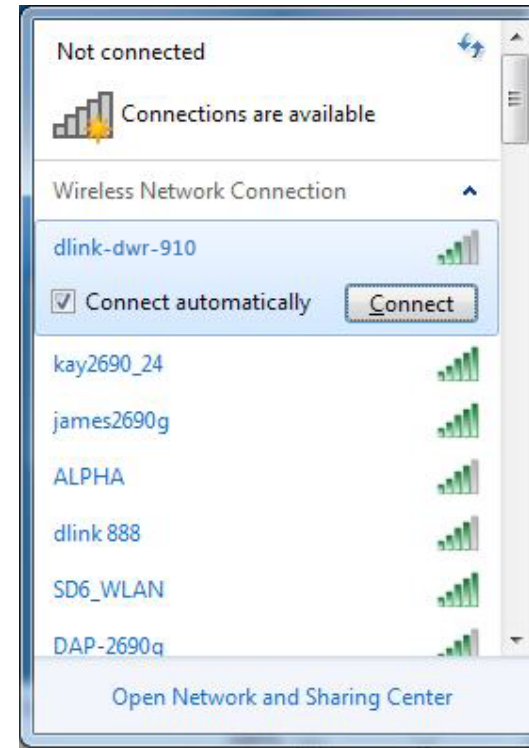 Not connected
Connections are available
Wireless Network Connection
dlink-dwr-910
Connect automatically Connect
kay2690_24
james2690g
ALPHA
dlink 888
SD6_WLAN
DAP-2690g
Open Network and Sharing Center